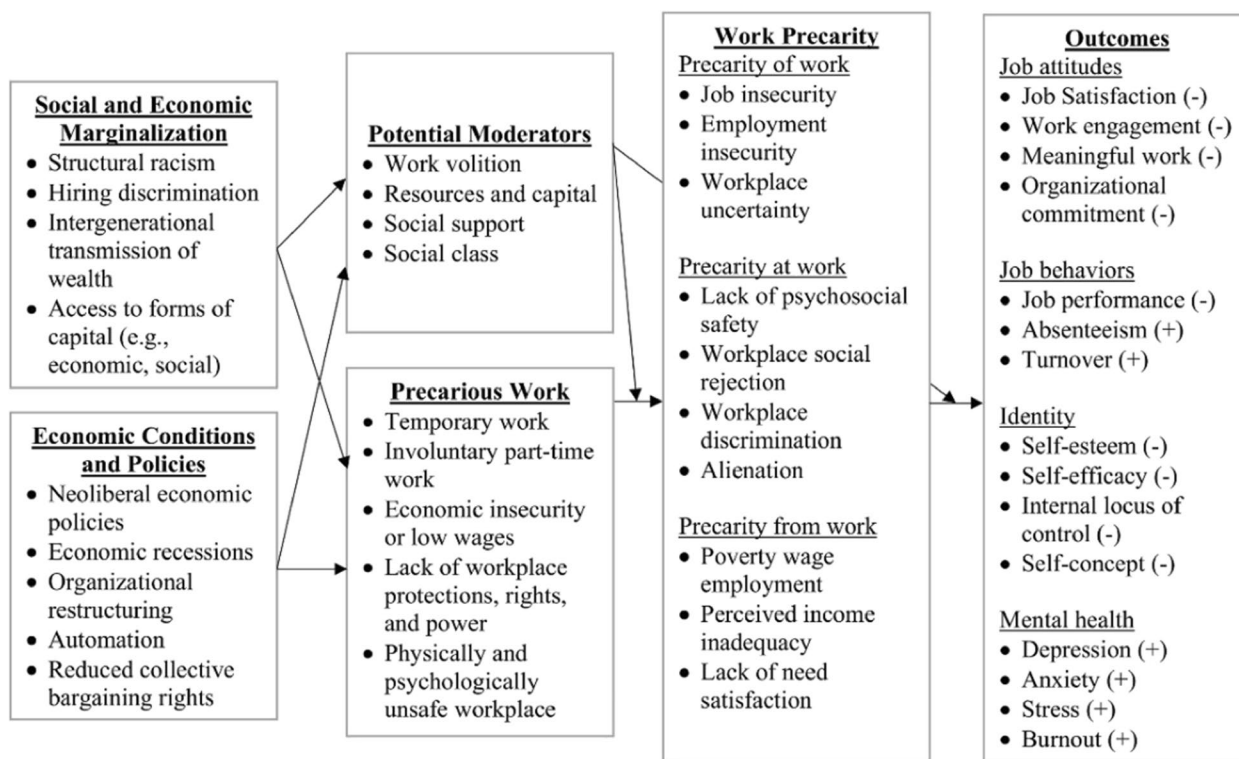 Social and Economic
Marginalization
• Structural racism
• Hiring discrimination
• Intergenerational
transmission of
wealth
• Access to forms of
capital (e.g.,
economic, social)
Economic Conditions
and Policies
• Neoliberal economic
policies
• Economic recessions
• Organizational
restructuring
• Automation
• Reduced collective
bargaining rights
Potential Moderators
• Work volition
• Resources and capital
• Social support
• Social class
Precarious Work
• Temporary work
• Involuntary part-time
work
• Economic insecurity
or low wages
• Lack of workplace
protections, rights,
and power
• Physically and
psychologically
unsafe workplace
Work Precarity
Precarity of work
• Job insecurity
• Employment
insecurity
• Workplace
uncertainty
Precarity at work
• Lack of psychosocial
safety
• Workplace social
rejection
• Workplace
discrimination
• Alienation
Precarity from work
• Poverty wage
employment
• Perceived income
inadequacy
• Lack of need
satisfaction
Outcomes
Job attitudes
• Job Satisfaction (-)
• Work engagement (-)
• Meaningful work (-)
• Organizational
commitment (-)
Job behaviors
• Job performance (-)
• Absenteeism (+)
• Turnover (+)
Identity
• Self-esteem (-)
• Self-efficacy (-)
• Internal locus of
control (-)
• Self-concept (-)
Mental health
• Depression (+)
• Anxiety (+)
• Stress (+)
• Burnout (+)